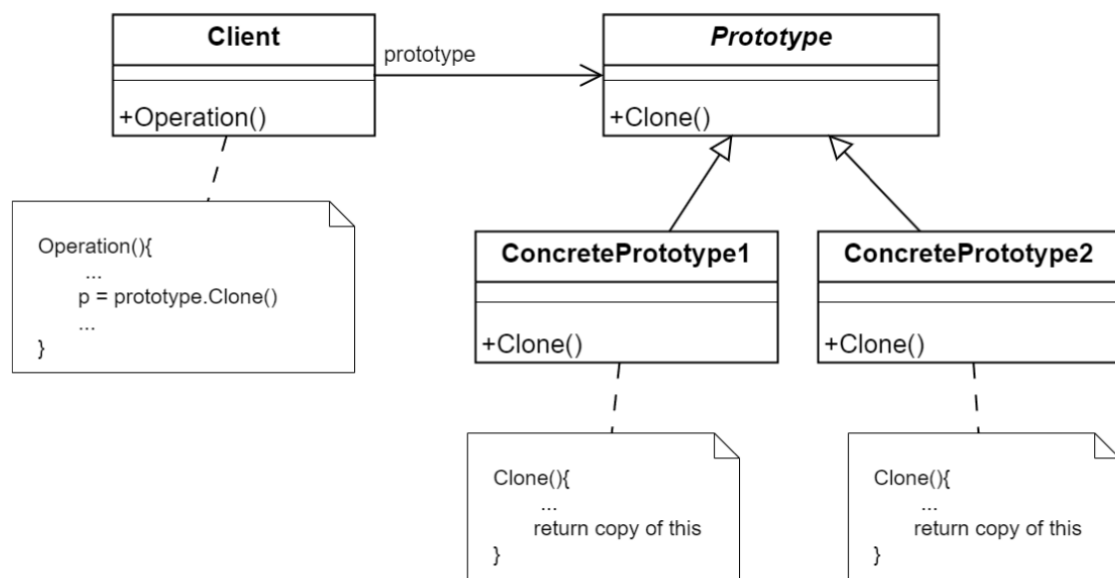 Client
+Operation()
prototype
Prototype
+Clone()
Operation(){
...
p = prototype.Clone()
...
}
ConcretePrototype1
+Clone()
ConcretePrototype2
+Clone()
Clone(){
...
return copy of this
}
Clone(){
...
return copy of this
}